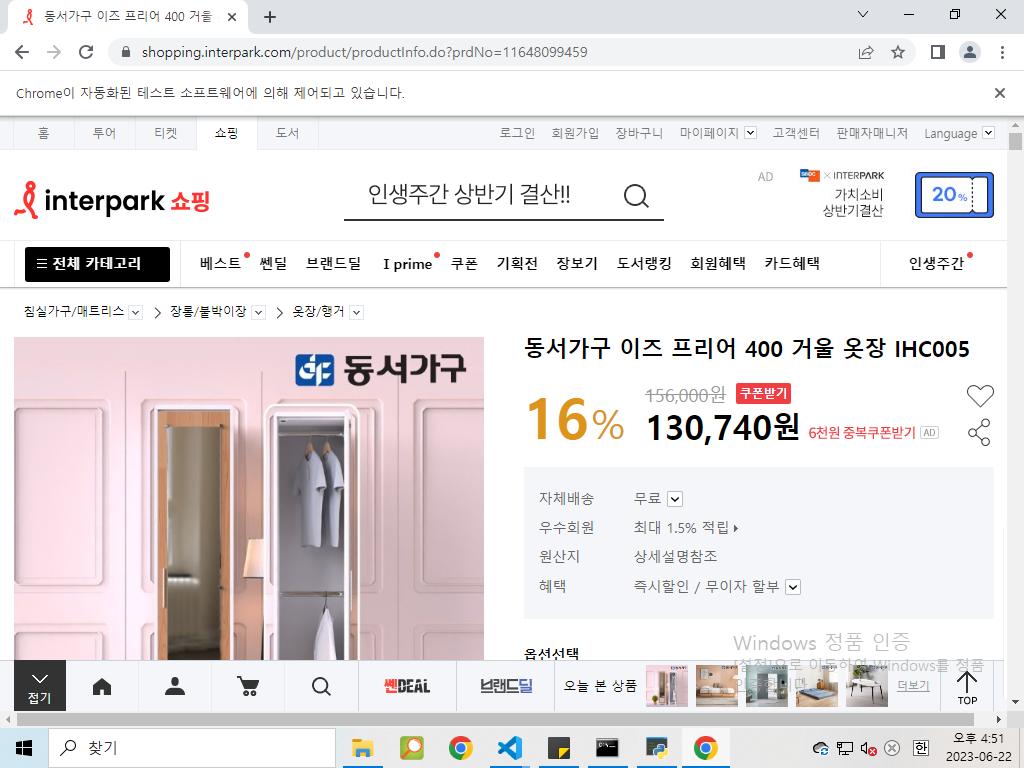 동서가구 이즈 프리어 400 거울
shopping.interpark.com/product/productInfo.do?prdNo=11648099459
Chrome이 자동화된 테스트 소프트웨어에 의해 제어되고 있습니다.
홈 투어 티켓 쇼핑 도서 로그인 회원가입 장바구니 마이페이지 고객센터 판매자매니저 Language
interpark 쇼핑
인생주간 상반기 결산!!
AD
× INTERPARK
가치소비
상반기결산
20%
전체 카테고리 베스트 쎈딜 브랜드딜 I prime 쿠폰 기획전 장보기 도서랭킹 회원혜택 카드혜택 인생주간
침실가구/매트리스 장롱/붙박이장 옷장/행거
동서가구
동서가구 이즈 프리어 400 거울 옷장 IHC005
156,000원 쿠폰받기
16% 130,740원 6천원 중복쿠폰받기 AD
자체배송 무료
우수회원 최대 1.5% 적립
원산지 상세설명참조
혜택 즉시할인 / 무이자 할부
옵션선택
Windows 정품 인증
[설정]으로 이동하여 Windows를 정품
접기
쎈DEAL
브랜드딜
오늘 본 상품
더보기
TOP
찾기
한
오후 4:51
2023-06-22